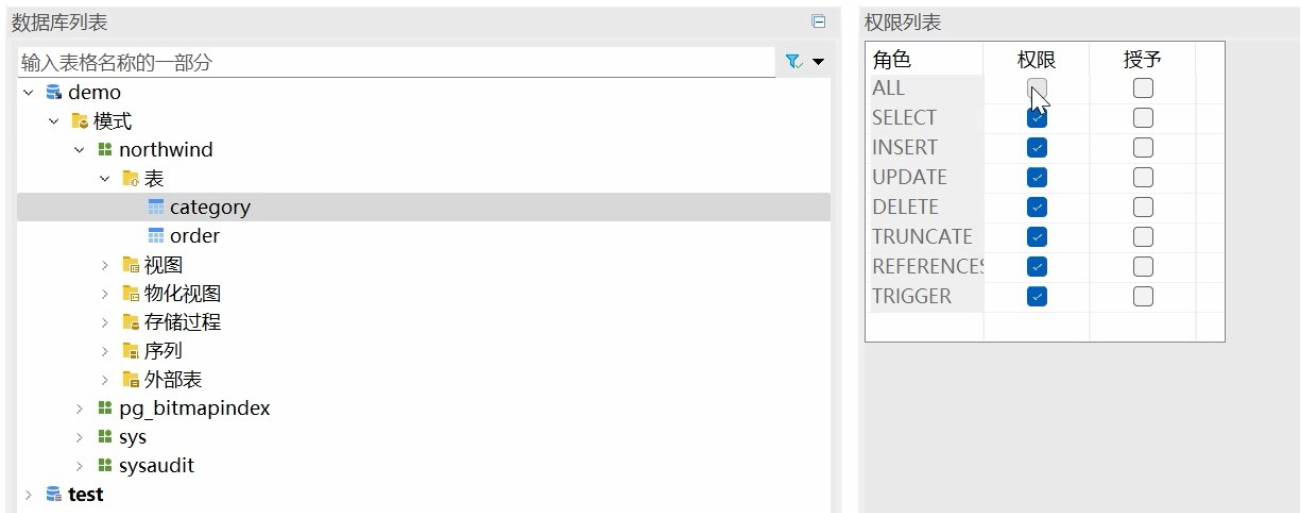 数据库列表
输入表格名称的一部分
demo
模式
northwind
表
category
order
视图
物化视图
存储过程
序列
外部表
pg_bitmapindex
sys
sysaudit
test
权限列表
角色 权限 授予
ALL
SELECT
INSERT
UPDATE
DELETE
TRUNCATE
REFERENCES
TRIGGER